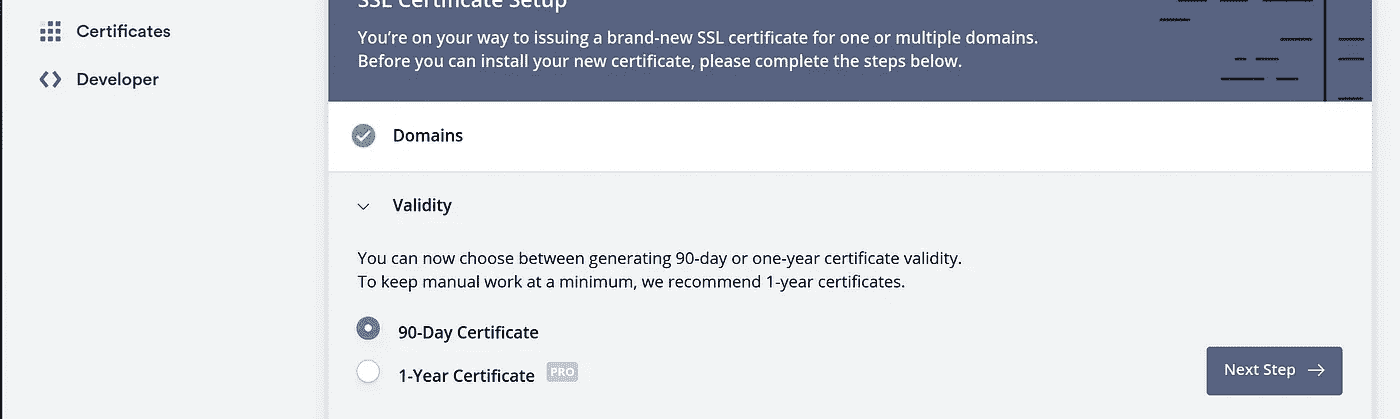 Certificates
Developer
SSL Certificate Setup
You're on your way to issuing a brand-new SSL certificate for one or multiple domains.
Before you can install your new certificate, please complete the steps below.
Domains
Validity
You can now choose between generating 90-day or one-year certificate validity.
To keep manual work at a minimum, we recommend 1-year certificates.
90-Day Certificate
1-Year Certificate PRO
Next Step